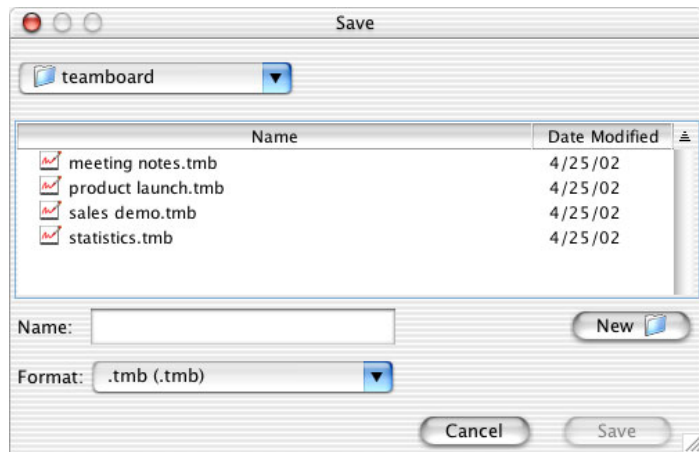 Save
teamboard
Name Date Modified
meeting notes.tmb 4/25/02
product launch.tmb 4/25/02
sales demo.tmb 4/25/02
statistics.tmb 4/25/02
Name: New
Format: .tmb (.tmb)
Cancel Save